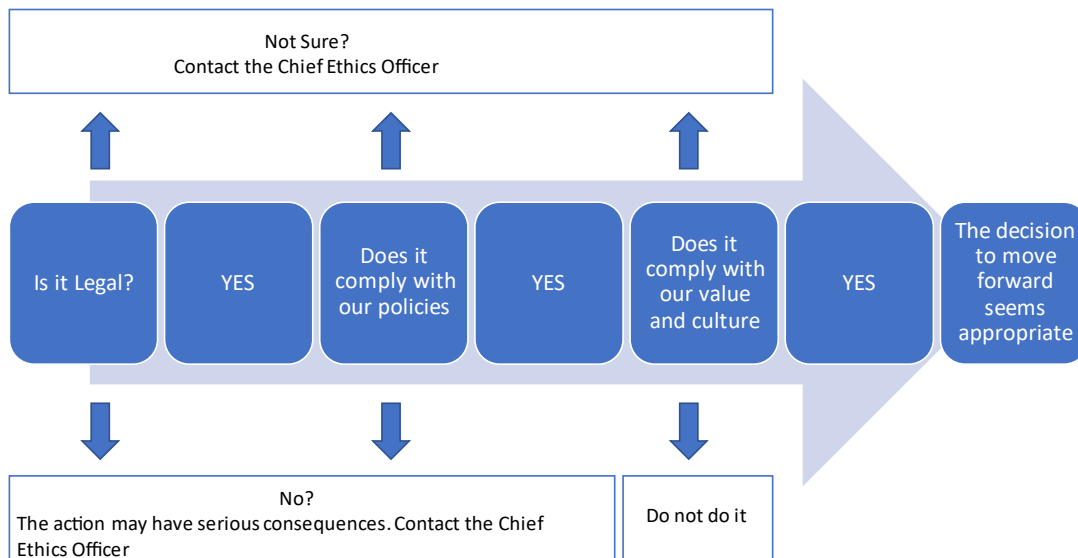 Not Sure?
Contact the Chief Ethics Officer
Is it Legal?
YES
Does it
comply with
our policies
YES
Does it
comply with
our value
and culture
YES
The decision
to move
forward
seems
appropriate
No?
The action may have serious consequences. Contact the Chief
Ethics Officer
Do not do it